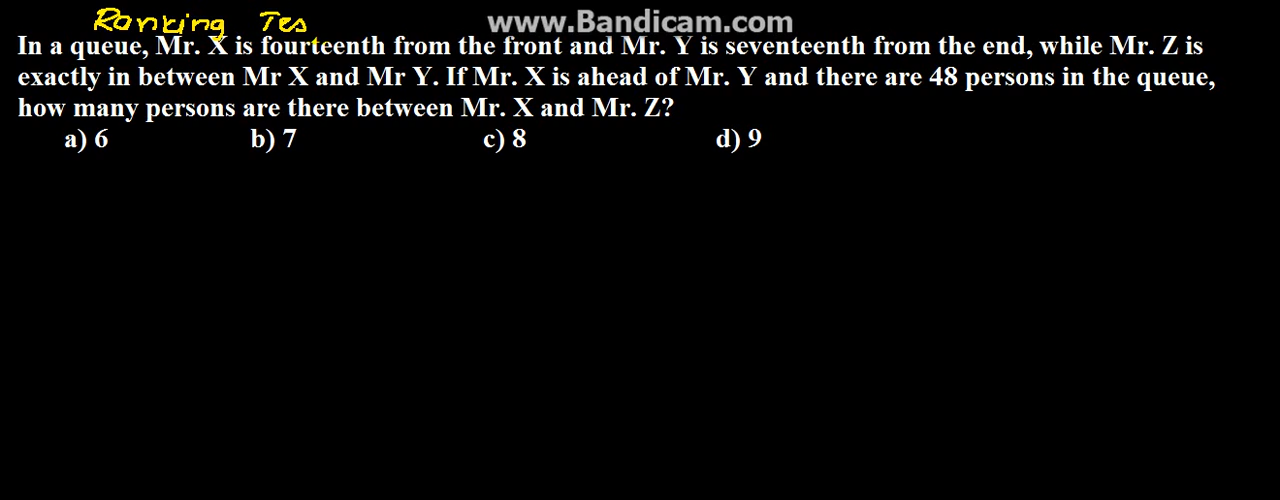 Ranking Tes
www.Bandicam.com
In a queue, Mr. X is fourteenth from the front and Mr. Y is seventeenth from the end, while Mr. Z is
exactly in between Mr X and Mr Y. If Mr. X is ahead of Mr. Y and there are 48 persons in the queue,
how many persons are there between Mr. X and Mr. Z?
a) 6 b) 7 c) 8 d) 9